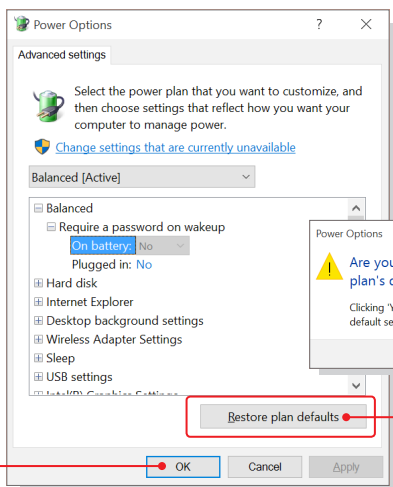 Power Options
Advanced settings
Select the power plan that you want to customize, and
then choose settings that reflect how you want your
computer to manage power.
Change settings that are currently unavailable
Balanced [Active]
Balanced
Require a password on wakeup
On battery: No
Plugged in: No
Hard disk
Internet Explorer
Desktop background settings
Wireless Adapter Settings
Sleep
USB settings
Intel(R) Graphics Settings
Power Options
Are you
plan's
Clicking
default
Restore plan defaults
OK
Cancel
Apply